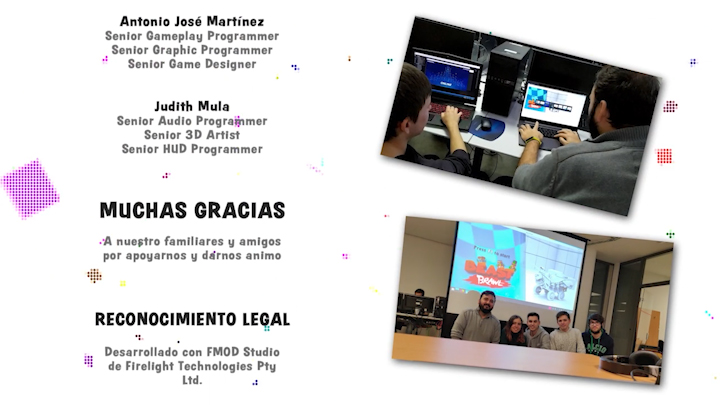 Antonio José Martínez
Senior Gameplay Programmer
Senior Graphic Programmer
Senior Game Designer
Judith Mula
Senior Audio Programmer
Senior 3D Artist
Senior HUD Programmer
MUCHAS GRACIAS
A nuestro familiares y amigos
por apoyarnos y darnos animo
RECONOCIMIENTO LEGAL
Desarrollado con FMOD Studio
de Firelight Technologies Pty
Ltd.